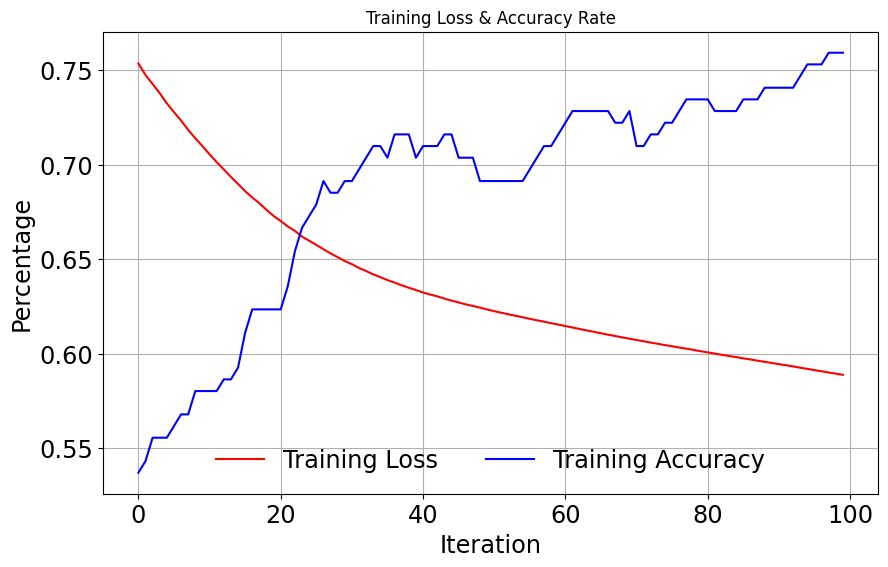 Training Loss & Accuracy Rate
0.75
0.70
0.65
0.60
0.55
Percentage
Training Loss
Training Accuracy
0 20 40 60 80 100
Iteration